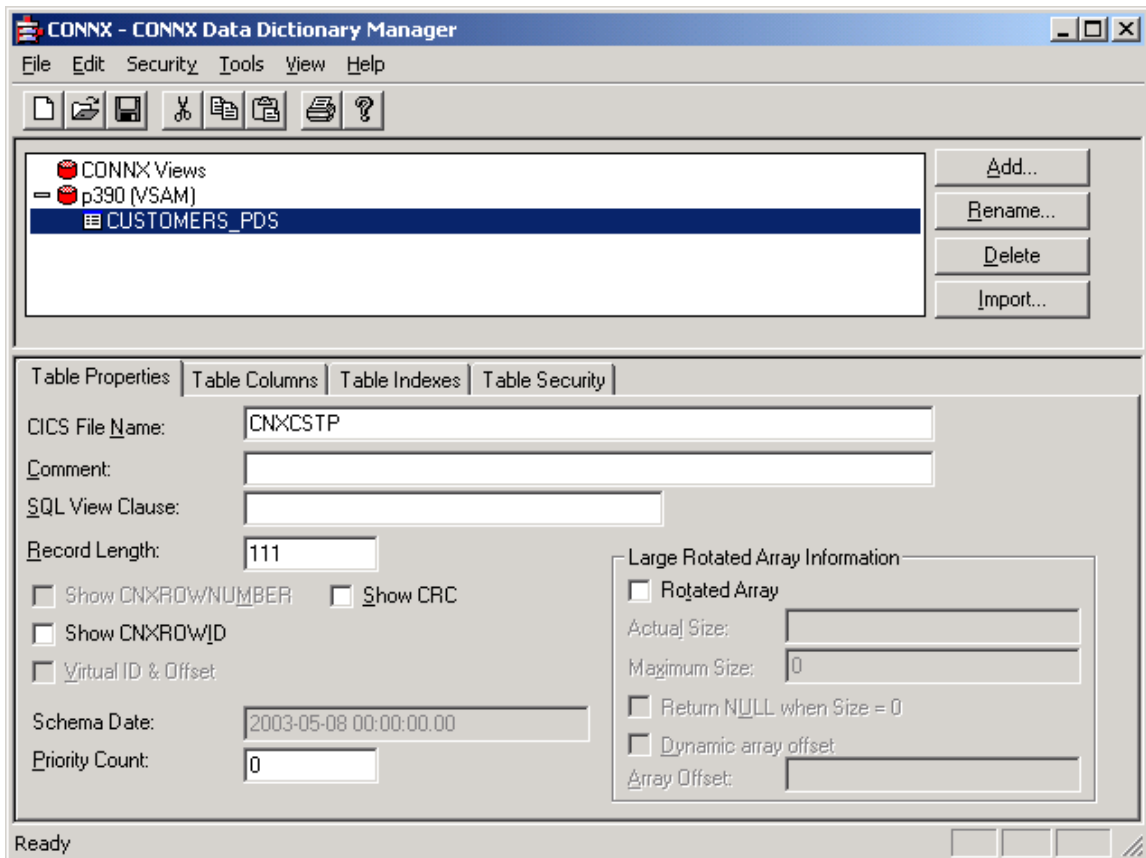 CONNX - CONNX Data Dictionary Manager
File Edit Security Tools View Help
CONNX Views
p390 (VSAM)
CUSTOMERS_PDS
Add...
Rename...
Delete
Import...
Table Properties Table Columns Table Indexes Table Security
CICS File Name: CNXCSTP
Comment:
SQL View Clause:
Record Length: 111
Show CNXROWNUMBER Show CRC
Show CNXROWID
Virtual ID & Offset
Schema Date: 2003-05-08 00:00:00.00
Priority Count: 0
Large Rotated Array Information
Rotated Array
Actual Size:
Maximum Size: 0
Return NULL when Size = 0
Dynamic array offset
Array Offset:
Ready